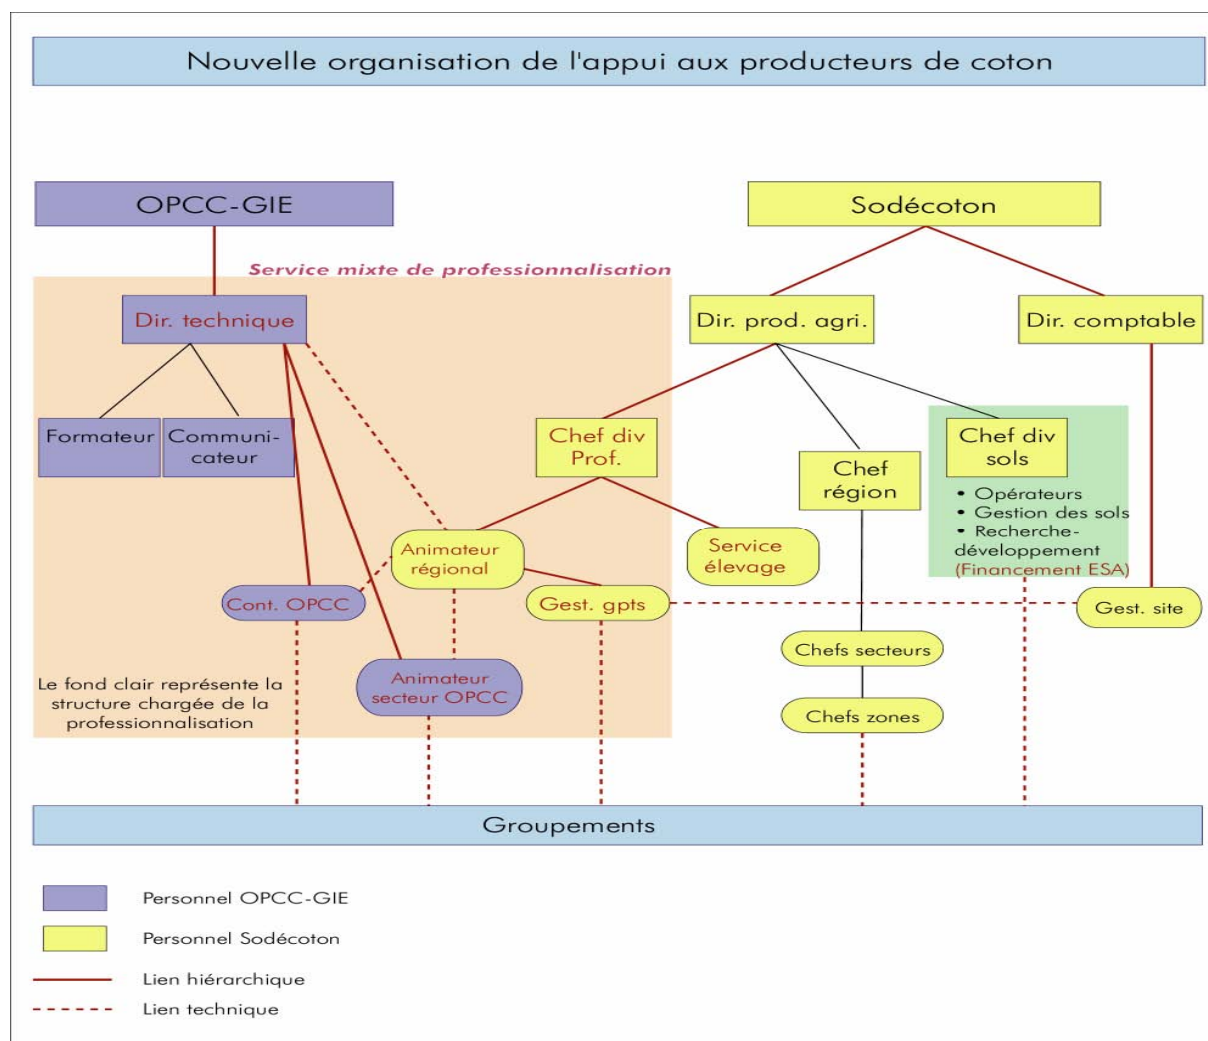 Nouvelle organisation de l'appui aux producteurs de coton
OPCC-GIE
Sodécoton
Service mixte de professionnalisation
Dir. technique
Dir. prod. agri.
Dir. comptable
Formateur
Communi-
cateur
Chef div
Prof.
Chef
région
Chef div
sols
• Opérateurs
• Gestion des sols
• Recherche-
développement
(Financement ESA)
Animateur
régional
Service
élevage
Cont. OPCC
Gest. gpts
Gest. site
Chefs secteurs
Animateur
secteur OPCC
Chefs zones
Le fond clair représente la
structure chargée de la
professionnalisation
Groupements
Personnel OPCC-GIE
Personnel Sodécoton
Lien hiérarchique
Lien technique